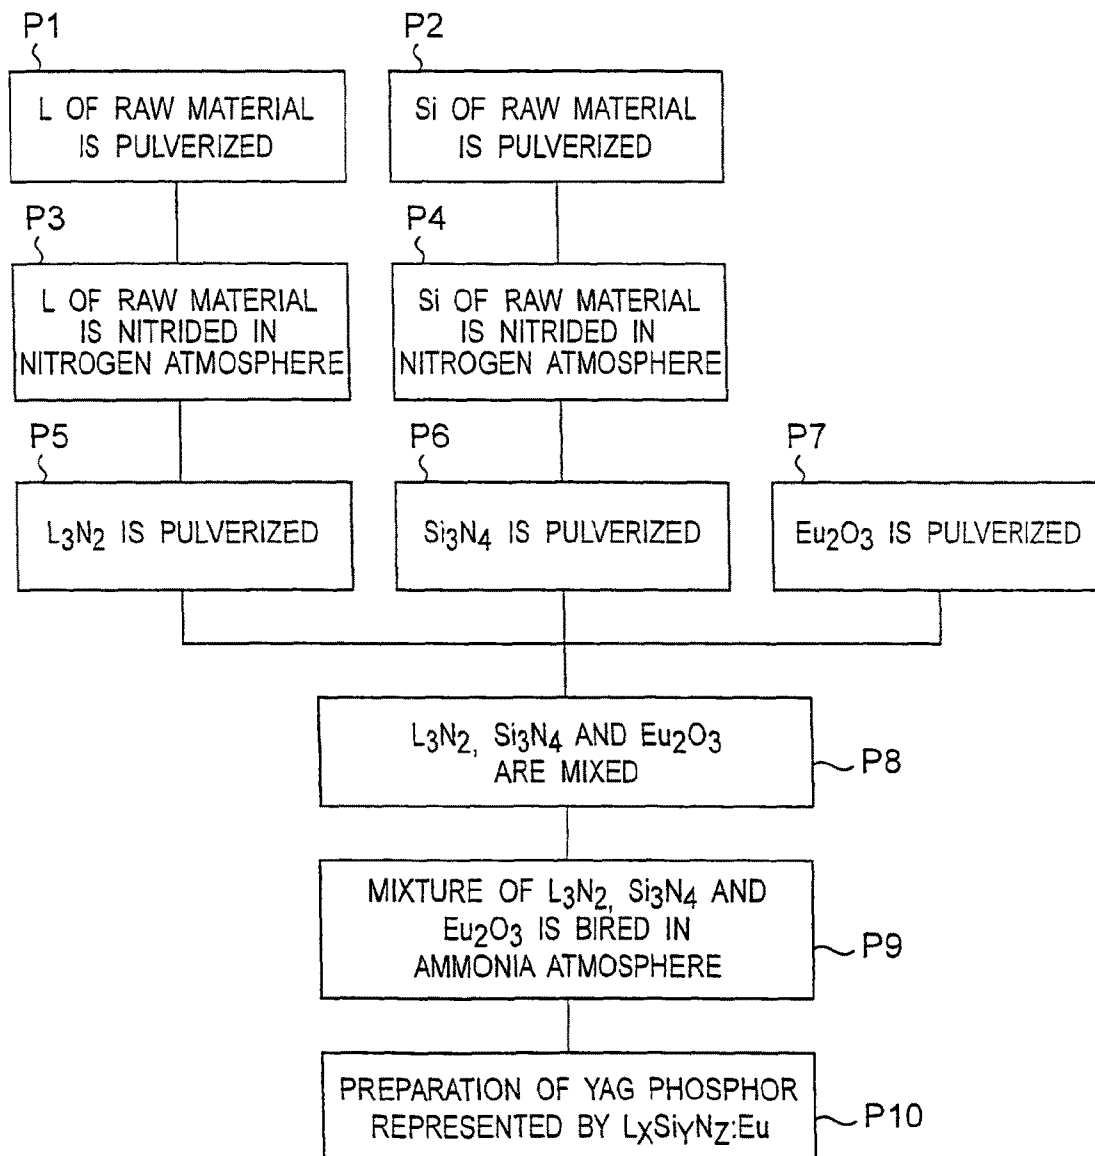 P1
L OF RAW MATERIAL
IS PULVERIZED
P2
Si OF RAW MATERIAL
IS PULVERIZED
P3
L OF RAW MATERIAL
IS NITRIDED IN
NITROGEN ATMOSPHERE
P4
Si OF RAW MATERIAL
IS NITRIDED IN
NITROGEN ATMOSPHERE
P5
L3N2 IS PULVERIZED
P6
Si3N4 IS PULVERIZED
P7
Eu2O3 IS PULVERIZED
L3N2, Si3N4 AND Eu2O3
ARE MIXED
P8
MIXTURE OF L3N2, Si3N4 AND
Eu2O3 IS BIRED IN
AMMONIA ATMOSPHERE
P9
PREPARATION OF YAG PHOSPHOR
REPRESENTED BY LXSiYNZ:Eu
P10